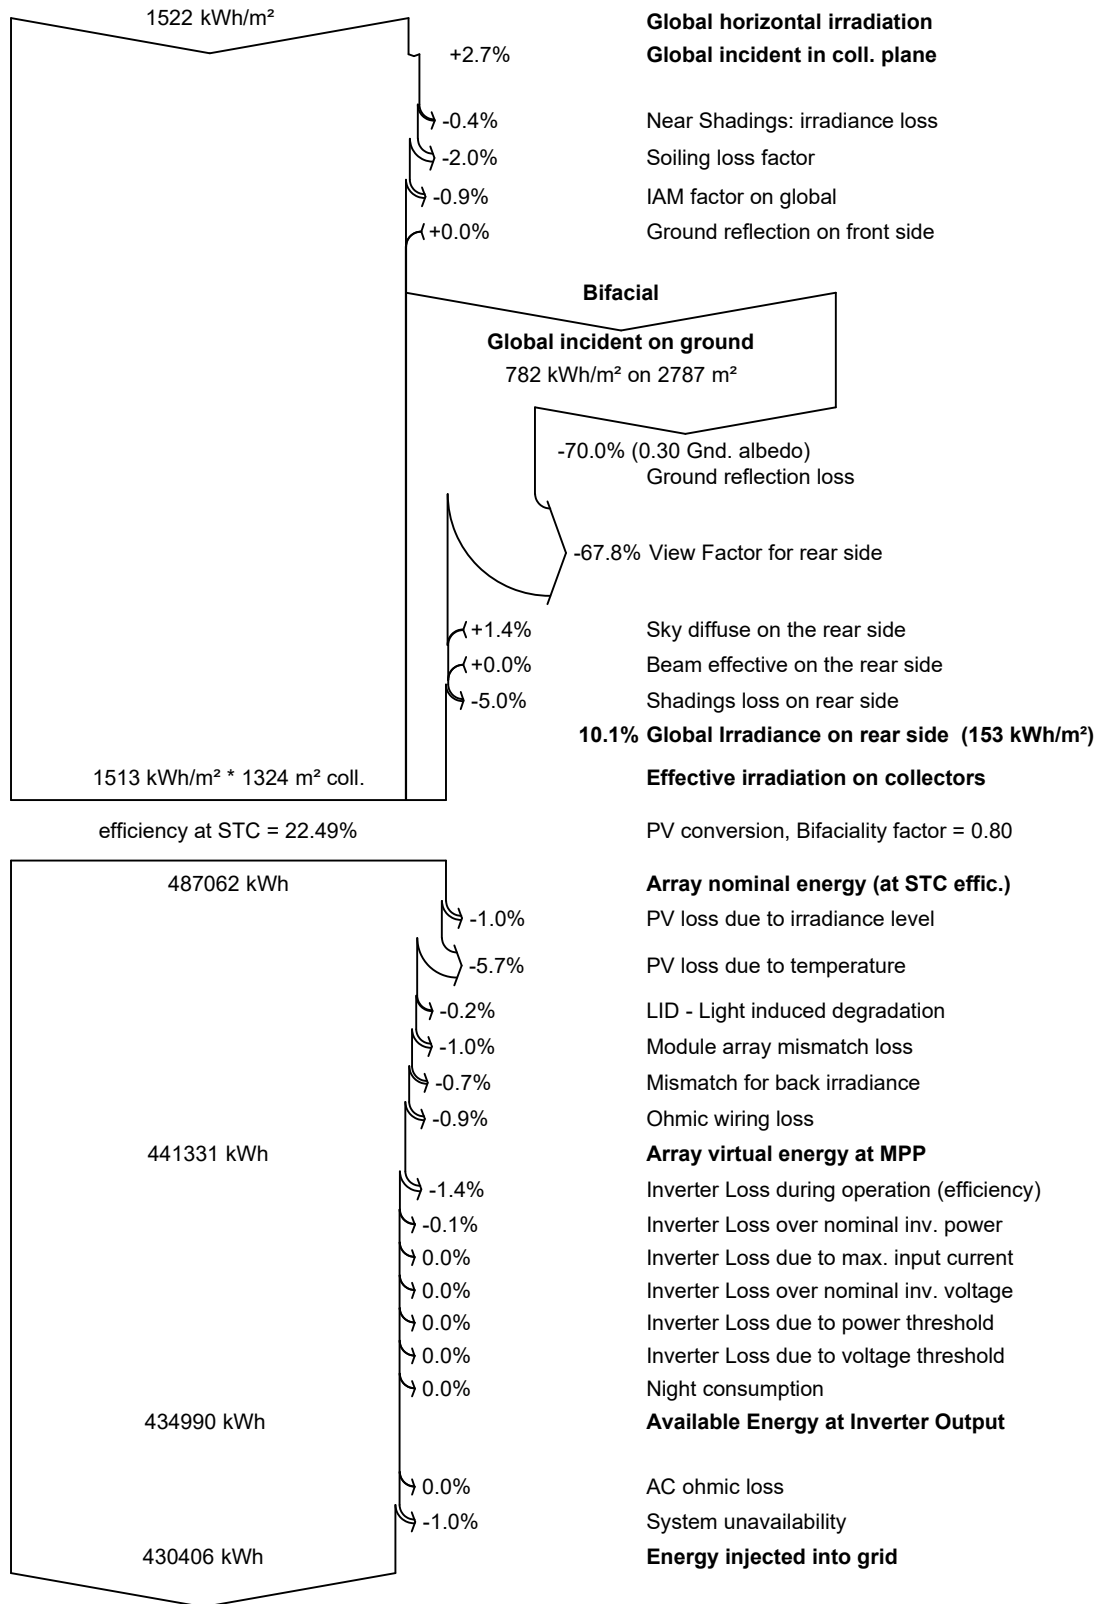 1522 kWh/m² Global horizontal irradiation
+2.7% Global incident in coll. plane
-0.4% Near Shadings: irradiance loss
-2.0% Soiling loss factor
-0.9% IAM factor on global
+0.0% Ground reflection on front side
Bifacial
Global incident on ground
782 kWh/m² on 2787 m²
-70.0% (0.30 Gnd. albedo)
Ground reflection loss
-67.8% View Factor for rear side
+1.4% Sky diffuse on the rear side
+0.0% Beam effective on the rear side
-5.0% Shadings loss on rear side
10.1% Global Irradiance on rear side (153 kWh/m²)
1513 kWh/m² * 1324 m² coll. Effective irradiation on collectors
efficiency at STC = 22.49% PV conversion, Bifaciality factor = 0.80
487062 kWh Array nominal energy (at STC effic.)
-1.0% PV loss due to irradiance level
-5.7% PV loss due to temperature
-0.2% LID - Light induced degradation
-1.0% Module array mismatch loss
-0.7% Mismatch for back irradiance
-0.9% Ohmic wiring loss
441331 kWh Array virtual energy at MPP
-1.4% Inverter Loss during operation (efficiency)
-0.1% Inverter Loss over nominal inv. power
0.0% Inverter Loss due to max. input current
0.0% Inverter Loss over nominal inv. voltage
0.0% Inverter Loss due to power threshold
0.0% Inverter Loss due to voltage threshold
0.0% Night consumption
434990 kWh Available Energy at Inverter Output
0.0% AC ohmic loss
-1.0% System unavailability
430406 kWh Energy injected into grid